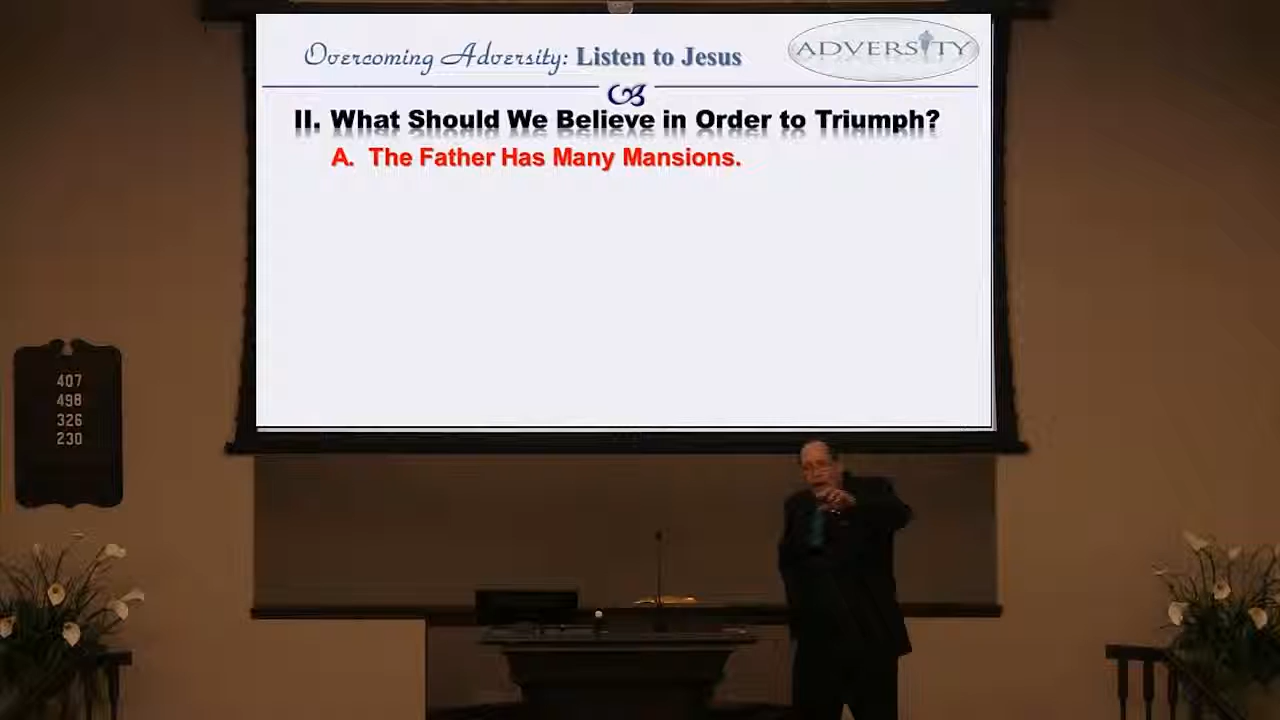 Overcoming Adversity: Listen to Jesus
ADVERSITY
II. What Should We Believe in Order to Triumph?
A. The Father Has Many Mansions.
407
498
326
230